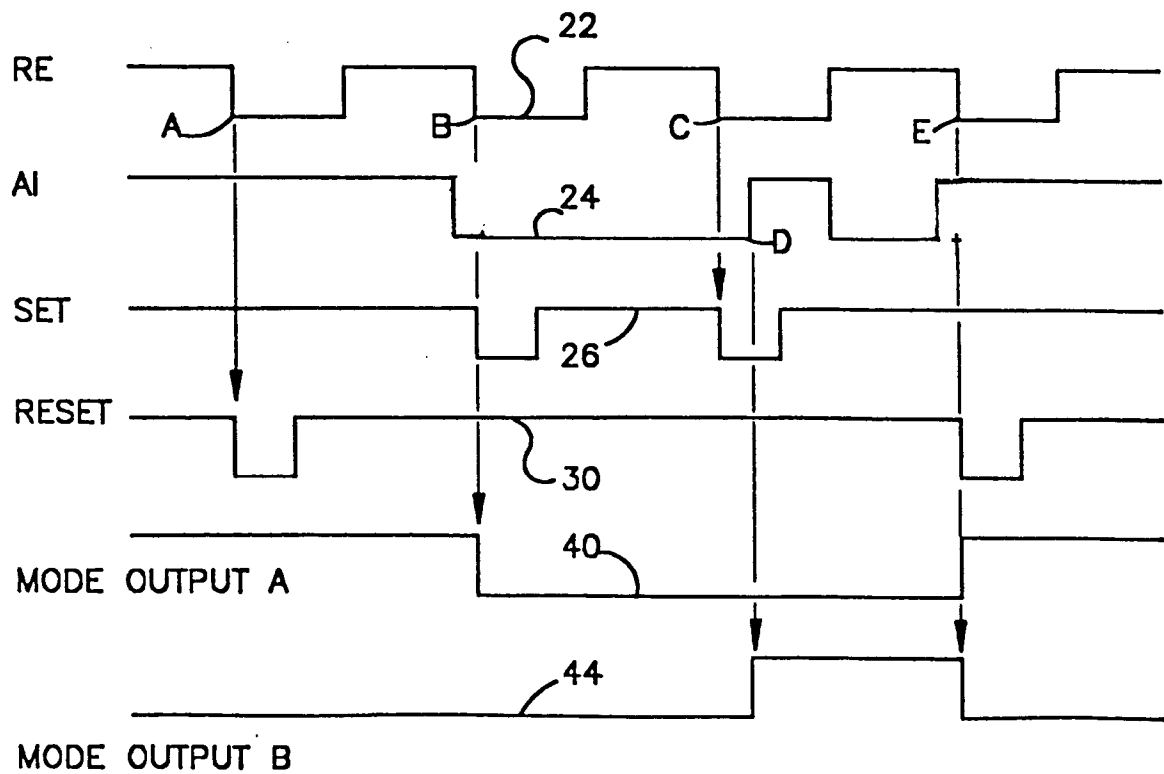 22
RE
A
B
C
E
AI
24
D
SET
26
RESET
30
40
MODE OUTPUT A
44
MODE OUTPUT B